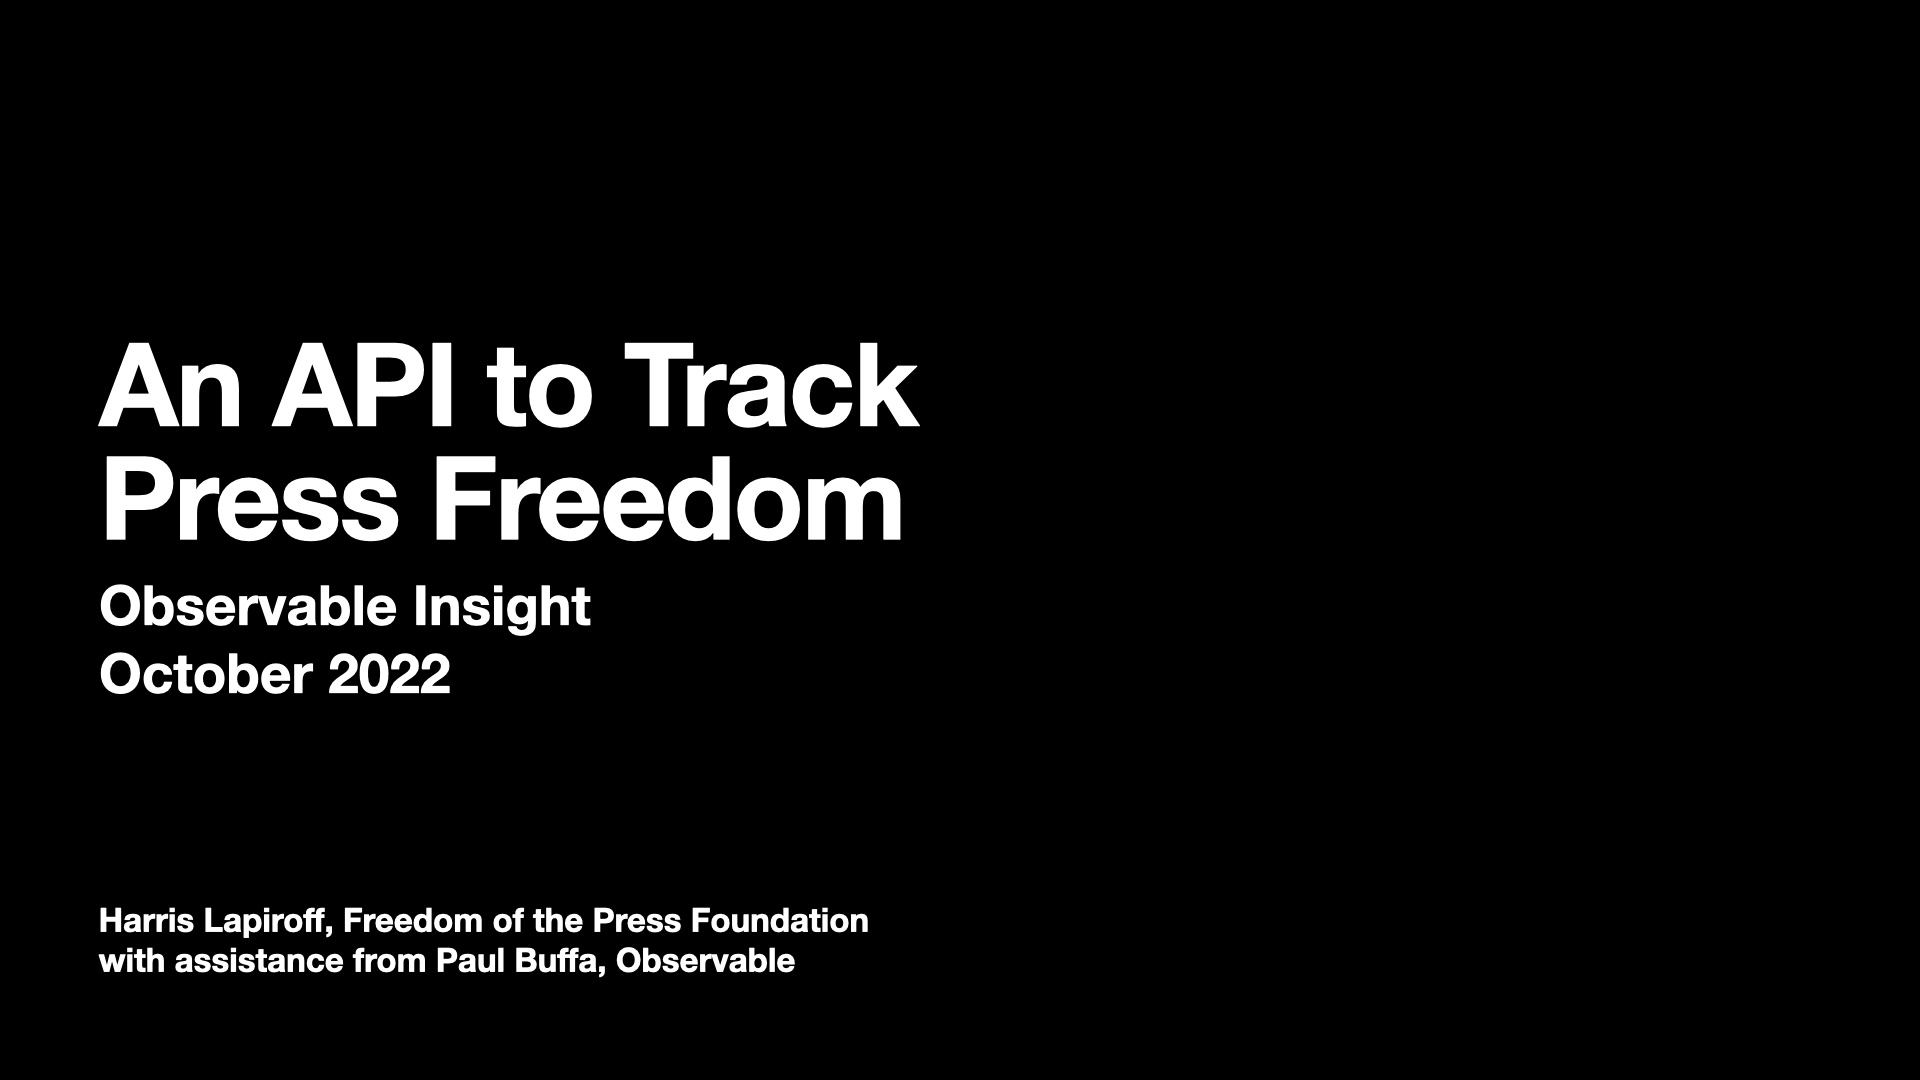 An API to Track
Press Freedom
Observable Insight
October 2022
Harris Lapiroff, Freedom of the Press Foundation
with assistance from Paul Buffa, Observable